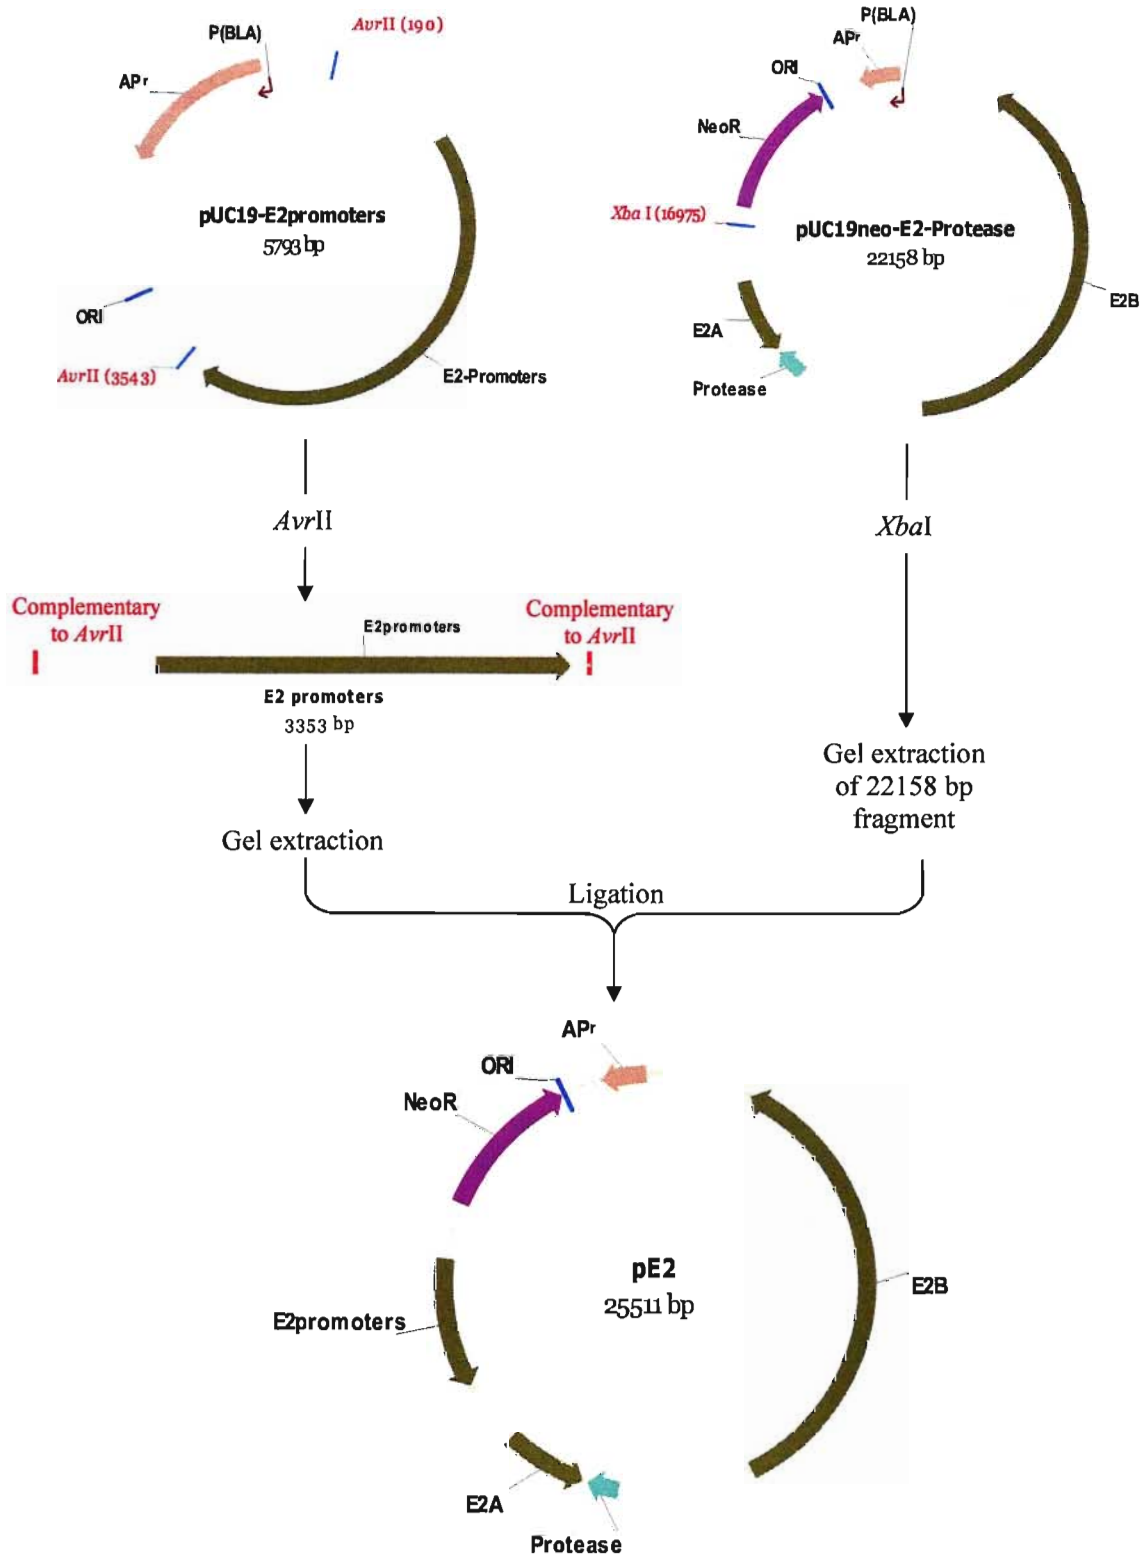 P(BLA)
AvrII (190)
APr
pUC19-E2promoters
5793 bp
ORI
AvrII (3543)
E2-Promoters
P(BLA)
APr
ORI
NeoR
Xba I (16975)
pUC19neo-E2-Protease
22158 bp
E2B
E2A
Protease
AvrII
XbaI
Complementary
to AvrII
E2promoters
Complementary
to AvrII
E2 promoters
3353 bp
Gel extraction
Gel extraction
of 22158 bp
fragment
Ligation
APr
ORI
NeoR
pE2
25511 bp
E2B
E2promoters
E2A
Protease